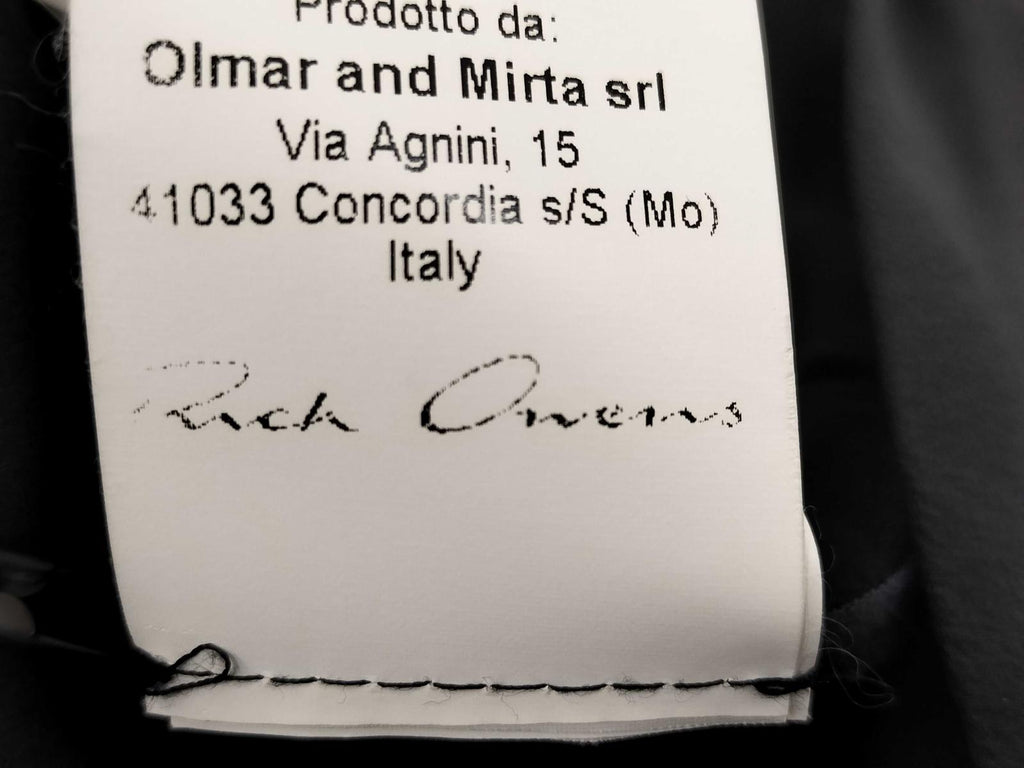 Prodotto da:
Olmar and Mirta srl
Via Agnini, 15
41033 Concordia s/S (Mo)
Italy
Rick Owens